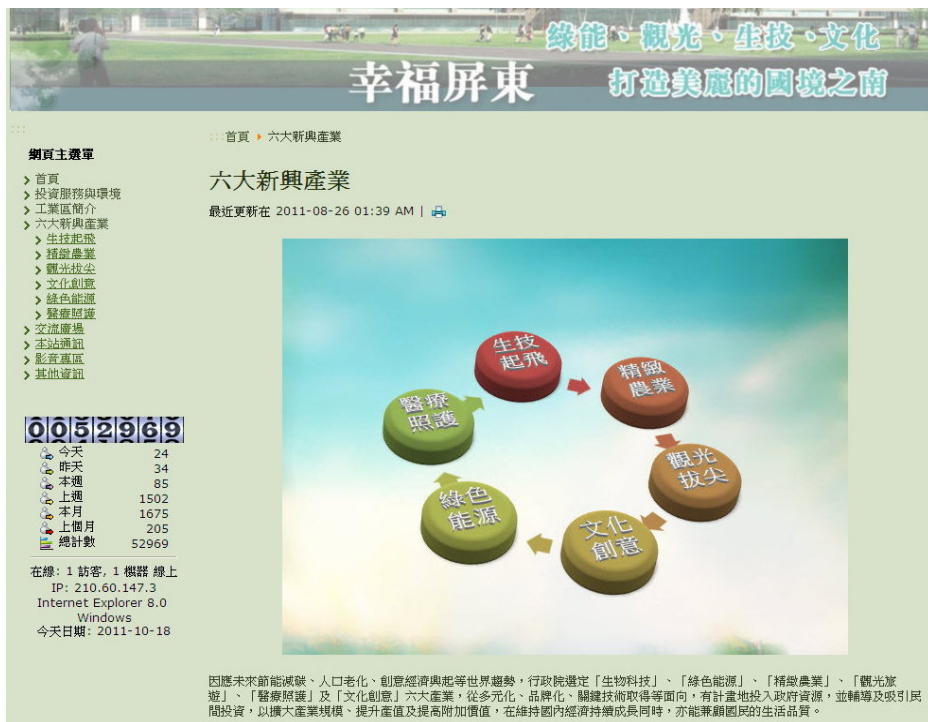 綠能、觀光、生技、文化
幸福屏東 打造美麗的國境之南
網頁主選單
首頁
投資服務與環境
工業區簡介
六大新興產業
生技起飛
精緻農業
觀光拔尖
文化創意
綠色能源
醫療照護
交流廣場
本站通訊
影音專區
其他資訊
0052969
今天 24
昨天 34
本週 85
上週 1502
本月 1675
上個月 205
總計數 52969
在線: 1 訪客, 1 機器 線上
IP: 210.60.147.3
Internet Explorer 8.0
Windows
今天日期: 2011-10-18
首頁 六大新興產業
六大新興產業
最近更新在 2011-08-26 01:39 AM |
生技
起飛
精緻
農業
觀光
拔尖
文化
創意
綠色
能源
醫療
照護
因應未來節能減碳、人口老化、創意經濟興起等世界趨勢，行政院選定「生物科技」、「綠色能源」、「精緻農業」、「觀光旅
遊」、「醫療照護」及「文化創意」六大產業，從多元化、品牌化、關鍵技術取得等面向，有計畫地投入政府資源，並輔導及吸引民
間投資，以擴大產業規模、提升產值及提高附加價值，在維持國內經濟持續成長同時，亦能兼顧國民的生活品質。